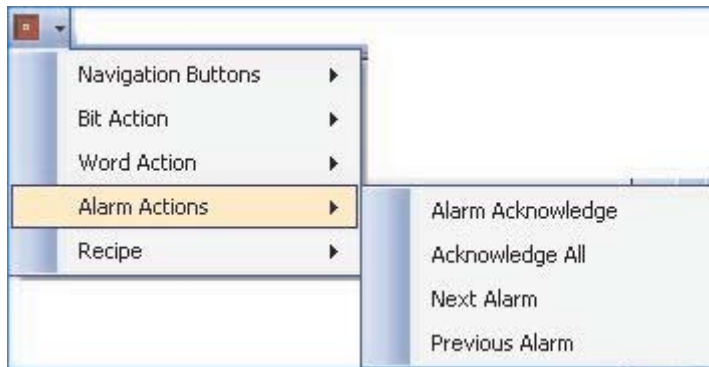 Navigation Buttons
Bit Action
Word Action
Alarm Actions
Recipe
Alarm Acknowledge
Acknowledge All
Next Alarm
Previous Alarm